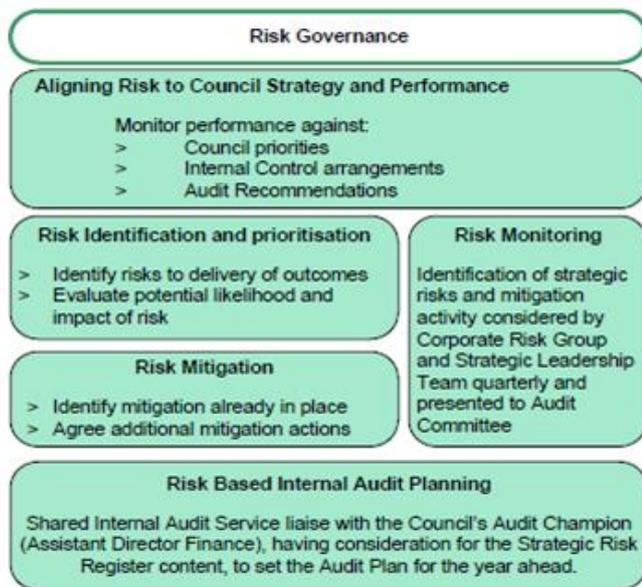 Risk Governance
Aligning Risk to Council Strategy and Performance
Monitor performance against:
> Council priorities
> Internal Control arrangements
> Audit Recommendations
Risk Identification and prioritisation
> Identify risks to delivery of outcomes
> Evaluate potential likelihood and
impact of risk
Risk Mitigation
> Identify mitigation already in place
> Agree additional mitigation actions
Risk Monitoring
Identification of strategic
risks and mitigation
activity considered by
Corporate Risk Group
and Strategic Leadership
Team quarterly and
presented to Audit
Committee
Risk Based Internal Audit Planning
Shared Internal Audit Service liaise with the Council's Audit Champion
(Assistant Director Finance), having consideration for the Strategic Risk
Register content, to set the Audit Plan for the year ahead.